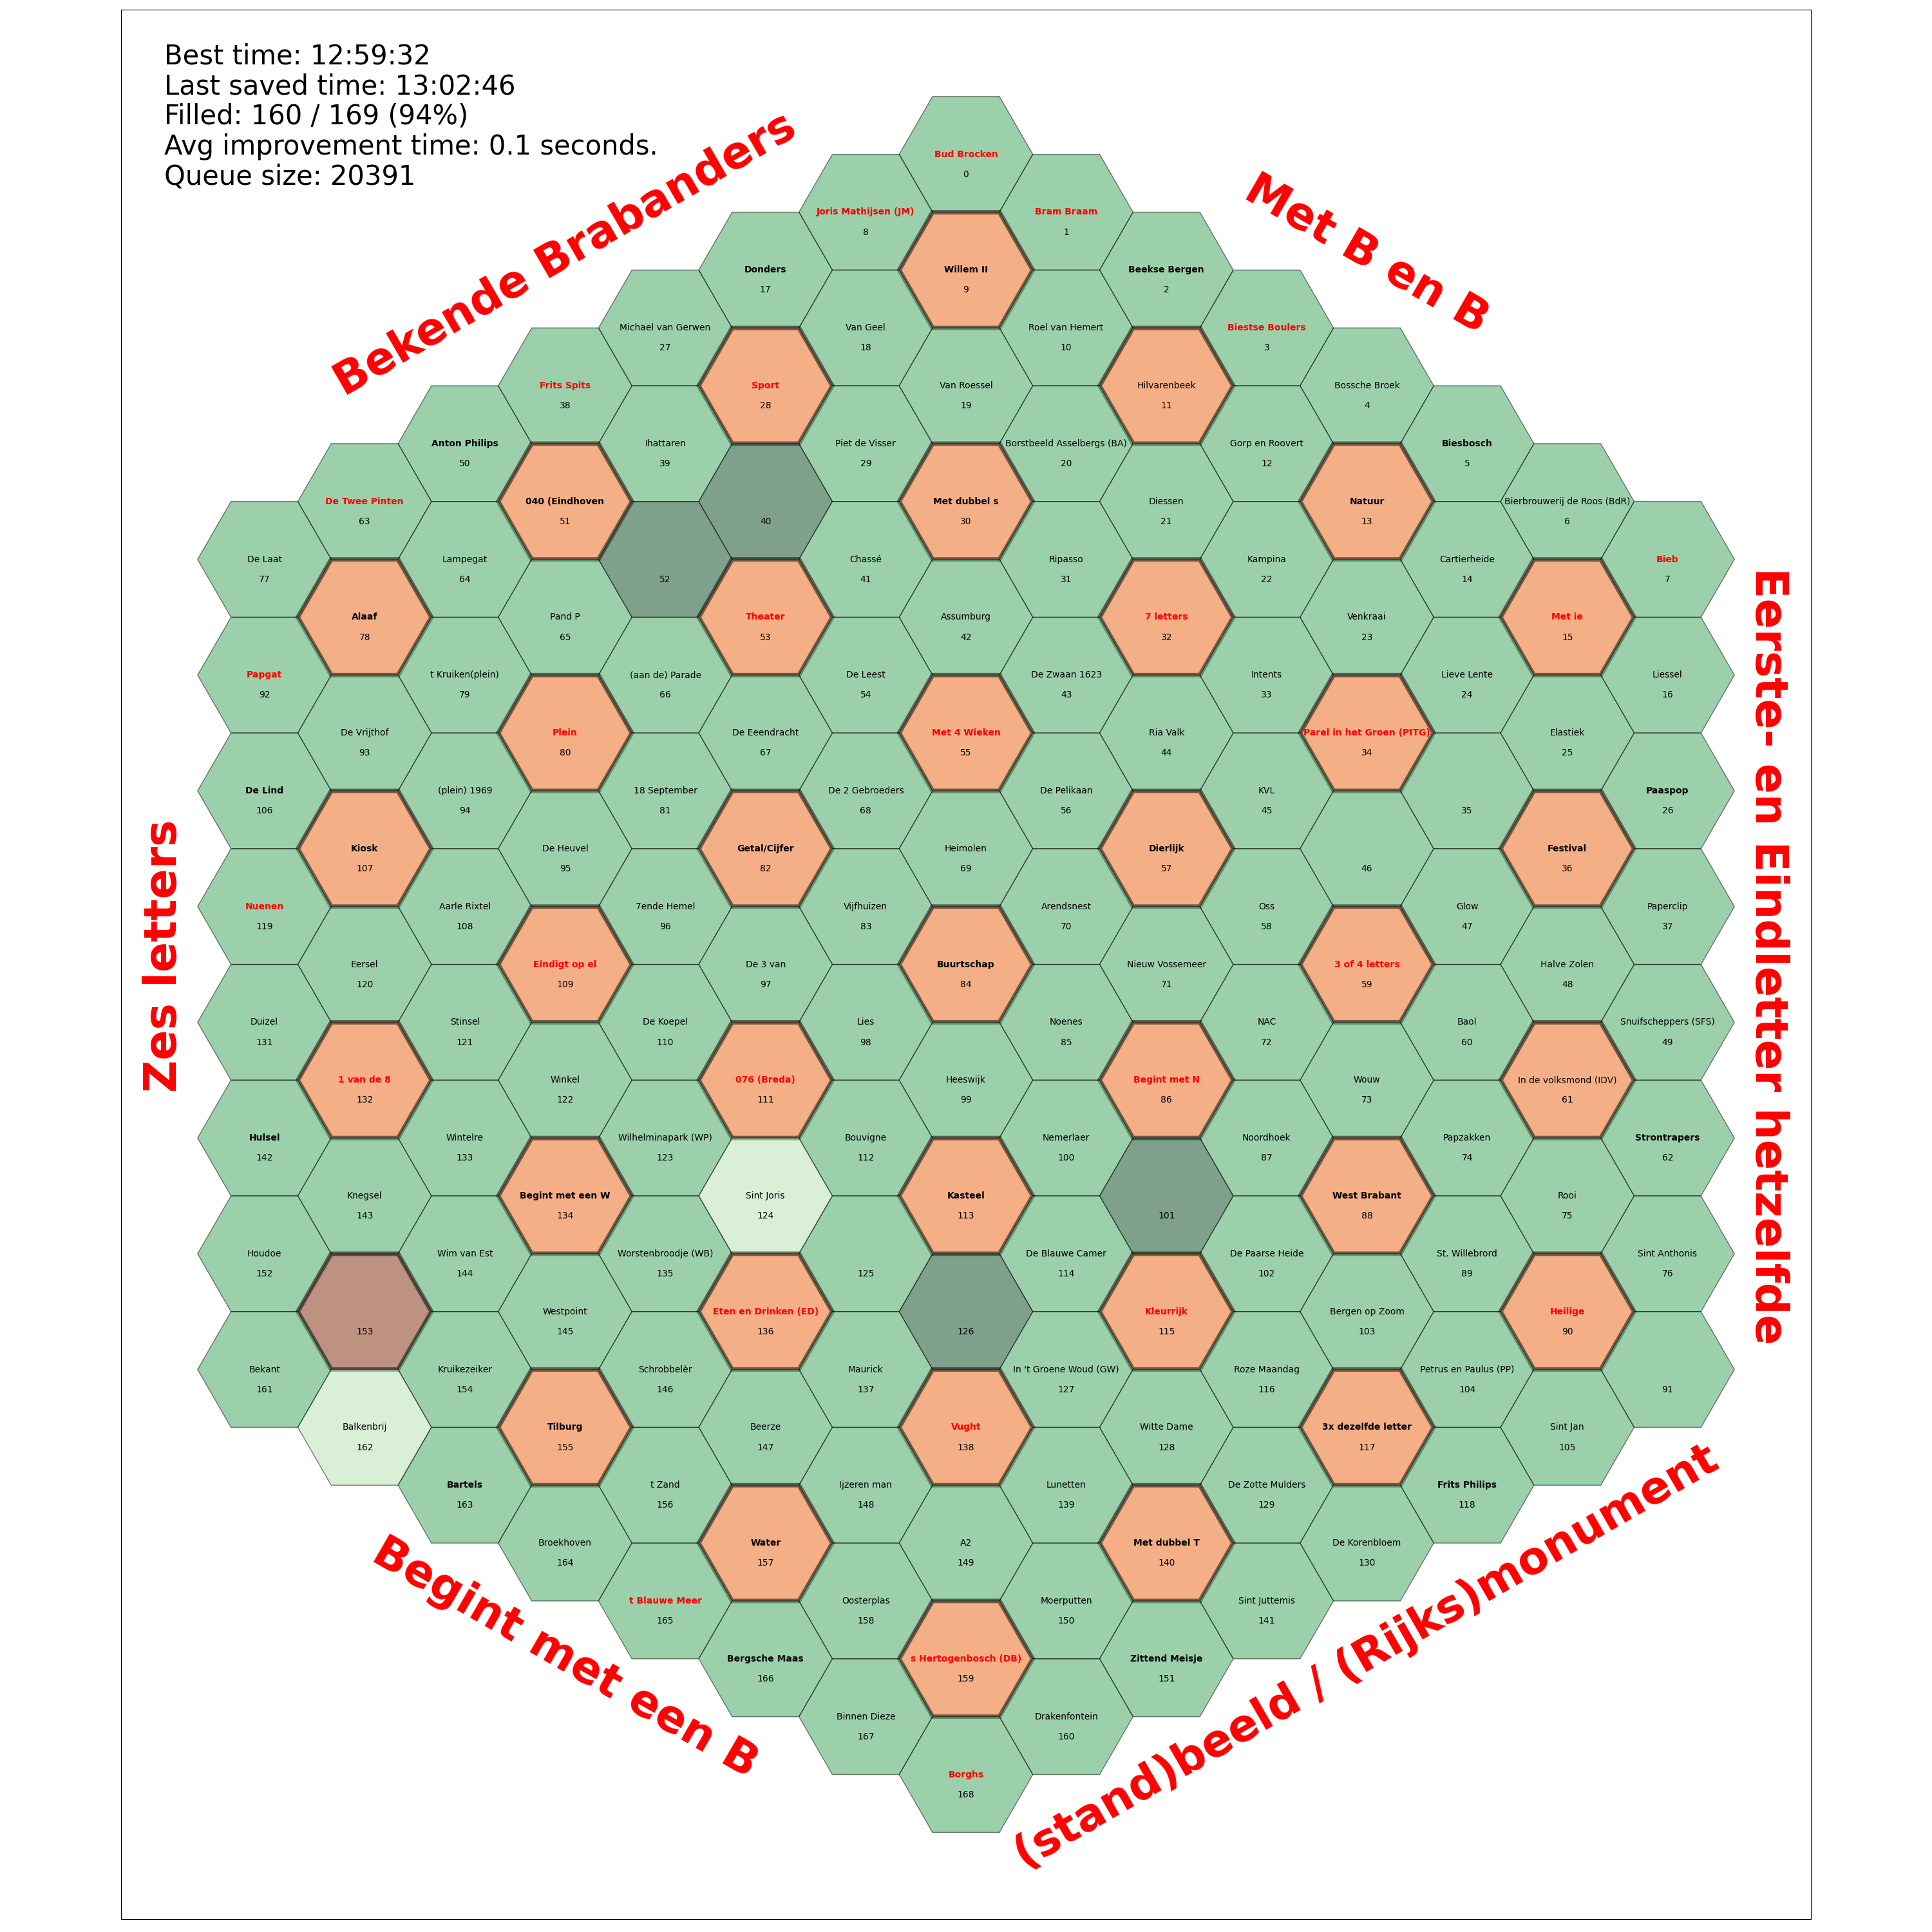 Best time: 12:59:32
Last saved time: 13:02:46
Filled: 160 / 169 (94%)
Avg improvement time: 0.1 seconds.
Queue size: 20391
Bekende Brabanders
Met B en B
Eerste- en Eindletter hetzelfde
(stand)beeld / (Rijks)monument
Begint met een B
Zes letters
Bud Brocken
0
Bram Braam
1
Beekse Bergen
2
Biestse Boulers
3
Bossche Broek
4
Biesbosch
5
Bierbrouwerij de Roos (BdR)
6
Bieb
7
Joris Mathijsen (JM)
8
Willem II
9
Roel van Hemert
10
Hilvarenbeek
11
Gorp en Roovert
12
Natuur
13
Cartierheide
14
Met ie
15
Liessel
16
Donders
17
Van Geel
18
Van Roessel
19
Borstbeeld Asselbergs (BA)
20
Diessen
21
Kampina
22
Venkraai
23
Lieve Lente
24
Elastiek
25
Paaspop
26
Michael van Gerwen
27
Sport
28
Piet de Visser
29
Met dubbel s
30
Ripasso
31
7 letters
32
Intents
33
Parel in het Groen (PITG)
34
35
Festival
36
Paperclip
37
Frits Spits
38
Ihattaren
39
40
Chassé
41
Assumburg
42
De Zwaan 1623
43
Ria Valk
44
KVL
45
46
Glow
47
Halve Zolen
48
Snuifscheppers (SFS)
49
Anton Philips
50
040 (Eindhoven
51
52
Theater
53
De Leest
54
Met 4 Wieken
55
De Pelikaan
56
Dierlijk
57
Oss
58
3 of 4 letters
59
Baol
60
In de volksmond (IDV)
61
Strontrapers
62
De Twee Pinten
63
Lampegat
64
Pand P
65
(aan de) Parade
66
De Eeendracht
67
De 2 Gebroeders
68
Heimolen
69
Arendsnest
70
Nieuw Vossemeer
71
NAC
72
Wouw
73
Papzakken
74
Rooi
75
Sint Anthonis
76
De Laat
77
Alaaf
78
t Kruiken(plein)
79
Plein
80
18 September
81
Getal/Cijfer
82
Vijfhuizen
83
Buurtschap
84
Noenes
85
Begint met N
86
Noordhoek
87
West Brabant
88
St. Willebrord
89
Heilige
90
91
Papgat
92
De Vrijthof
93
(plein) 1969
94
De Heuvel
95
7ende Hemel
96
De 3 van
97
Lies
98
Heeswijk
99
Nemerlaer
100
101
De Paarse Heide
102
Bergen op Zoom
103
Petrus en Paulus (PP)
104
Sint Jan
105
De Lind
106
Kiosk
107
Aarle Rixtel
108
Eindigt op el
109
De Koepel
110
076 (Breda)
111
Bouvigne
112
Kasteel
113
De Blauwe Camer
114
Kleurrijk
115
Roze Maandag
116
3x dezelfde letter
117
Frits Philips
118
Nuenen
119
Eersel
120
Stinsel
121
Winkel
122
Wilhelminapark (WP)
123
Sint Joris
124
125
126
In 't Groene Woud (GW)
127
Witte Dame
128
De Zotte Mulders
129
De Korenbloem
130
Duizel
131
1 van de 8
132
Wintelre
133
Begint met een W
134
Worstenbroodje (WB)
135
Eten en Drinken (ED)
136
Maurick
137
Vught
138
Lunetten
139
Met dubbel T
140
Sint Juttemis
141
Hulsel
142
Knegsel
143
Wim van Est
144
Westpoint
145
Schrobbelèr
146
Beerze
147
Ijzeren man
148
A2
149
Moerputten
150
Zittend Meisje
151
Houdoe
152
153
Kruikezeiker
154
Tilburg
155
t Zand
156
Water
157
Oosterplas
158
s Hertogenbosch (DB)
159
Drakenfontein
160
Bekant
161
Balkenbrij
162
Bartels
163
Broekhoven
164
t Blauwe Meer
165
Bergsche Maas
166
Binnen Dieze
167
Borghs
168